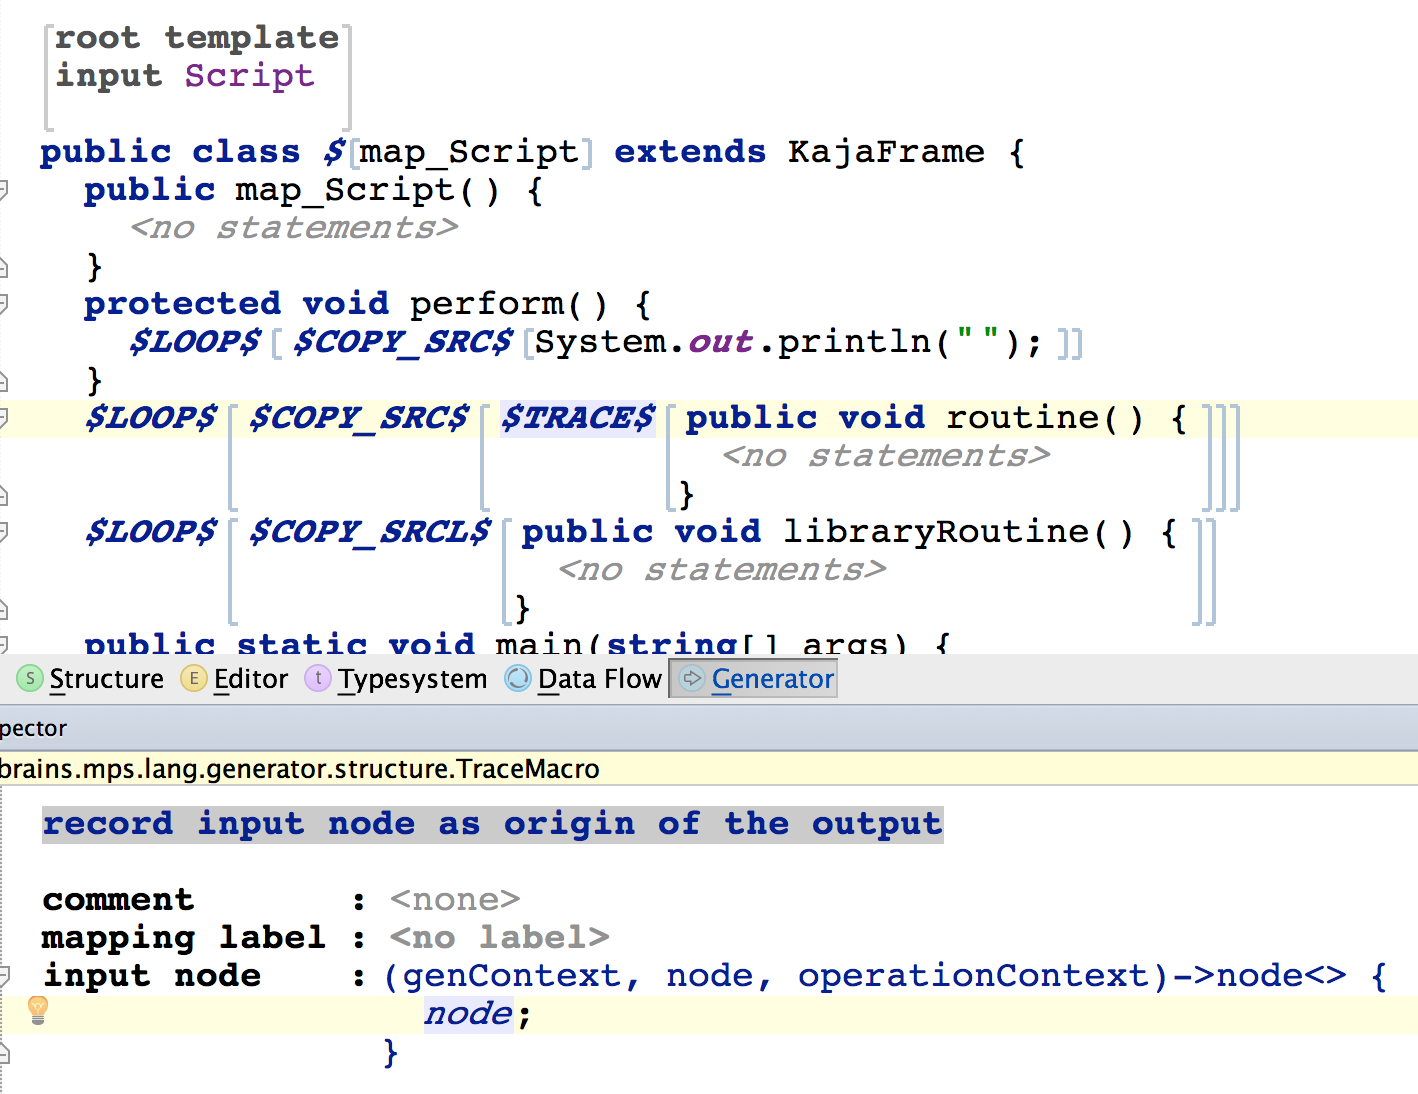 root template
input Script
public class $[map_Script] extends KajaFrame {
public map_Script() {
<no statements>
}
protected void perform() {
$LOOP$[ $COPY_SRC$[System.out.println(" "); ]]
}
$LOOP$[ $COPY_SRC$[ $TRACE$[ public void routine() { ]]]
<no statements>
}
$LOOP$[ $COPY_SRCL$[ public void libraryRoutine() { ]]
<no statements>
}
public static void main(string[] args) {
S Structure E Editor t Typesystem Data Flow Generator
pector
brains.mps.lang.generator.structure.TraceMacro
record input node as origin of the output
comment : <none>
mapping label : <no label>
input node : (genContext, node, operationContext)->node<> {
node;
}